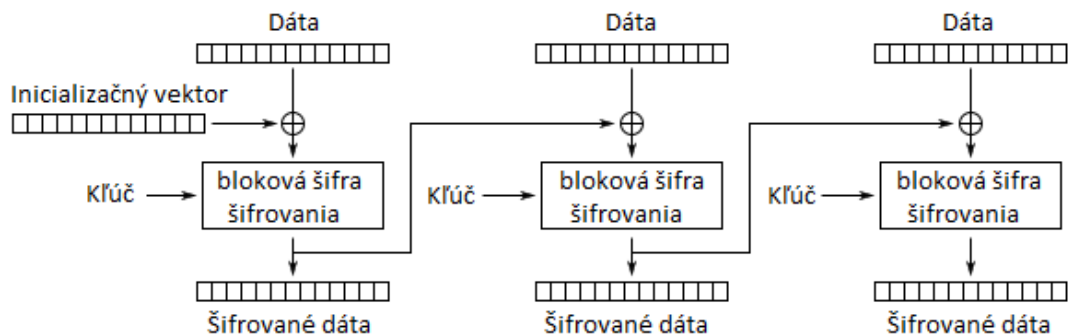 Dáta
Dáta
Dáta
Inicializačný vektor
Kľúč
bloková šifra
šifrovania
Kľúč
bloková šifra
šifrovania
Kľúč
bloková šifra
šifrovania
Šifrované dáta
Šifrované dáta
Šifrované dáta